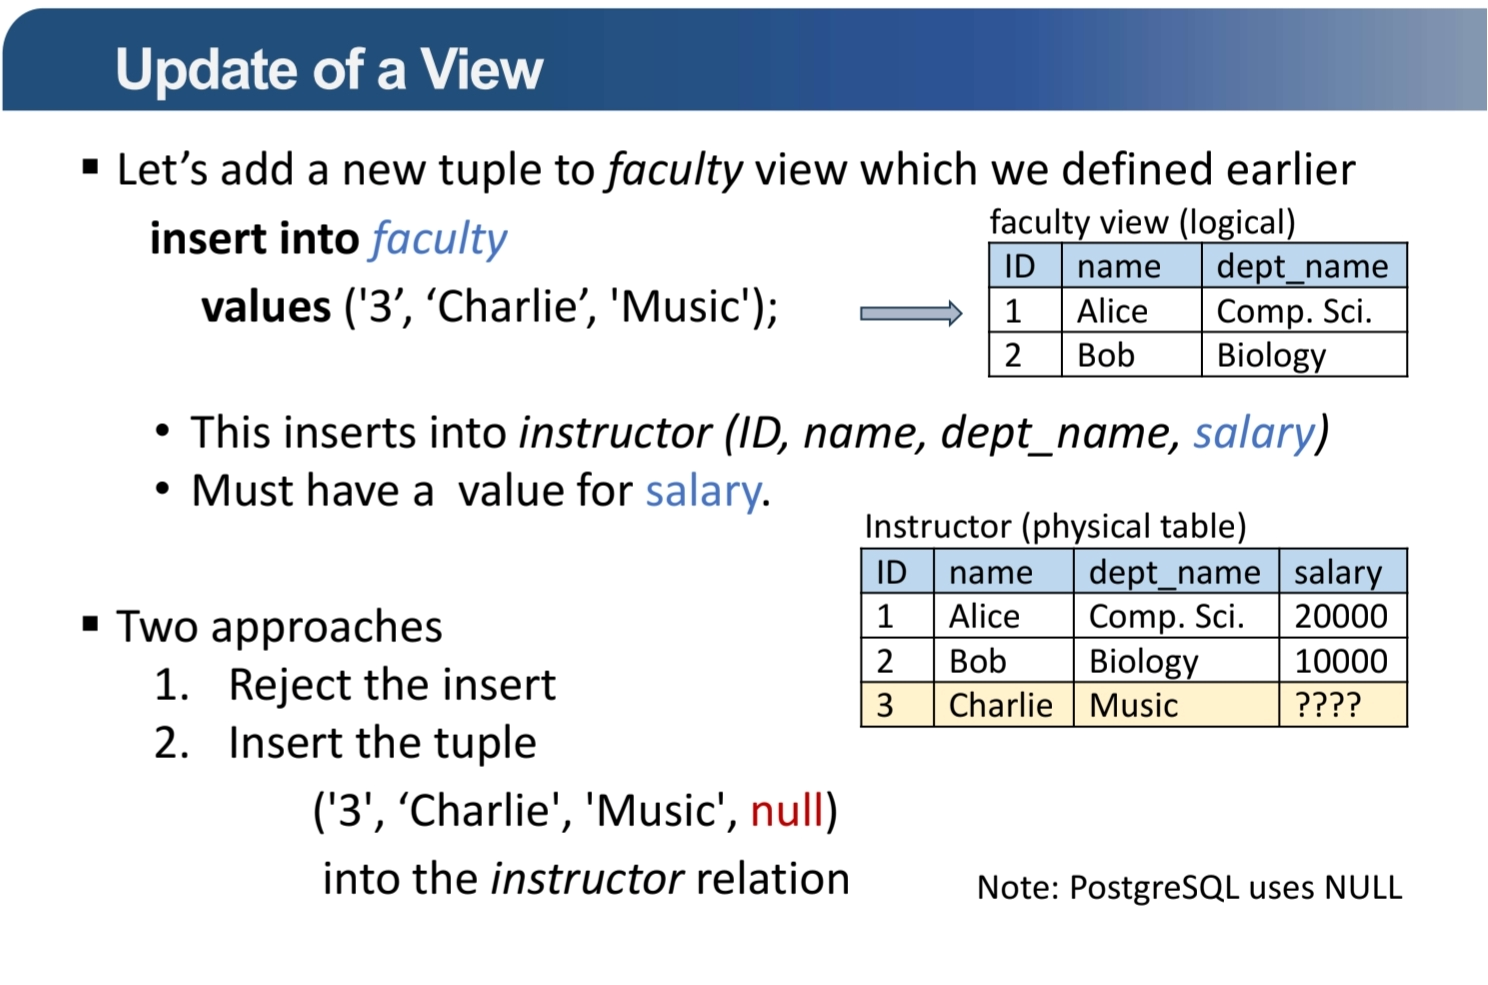 Update of a View
▪ Let’s add a new tuple to faculty view which we defined earlier
insert into faculty
values ('3’, ‘Charlie’, 'Music');
faculty view (logical)
ID name dept_name
1 Alice Comp. Sci.
2 Bob Biology
• This inserts into instructor (ID, name, dept_name, salary)
• Must have a value for salary.
Instructor (physical table)
ID name dept_name salary
1 Alice Comp. Sci. 20000
2 Bob Biology 10000
3 Charlie Music ????
▪ Two approaches
1. Reject the insert
2. Insert the tuple
('3', ‘Charlie', 'Music', null)
into the instructor relation
Note: PostgreSQL uses NULL